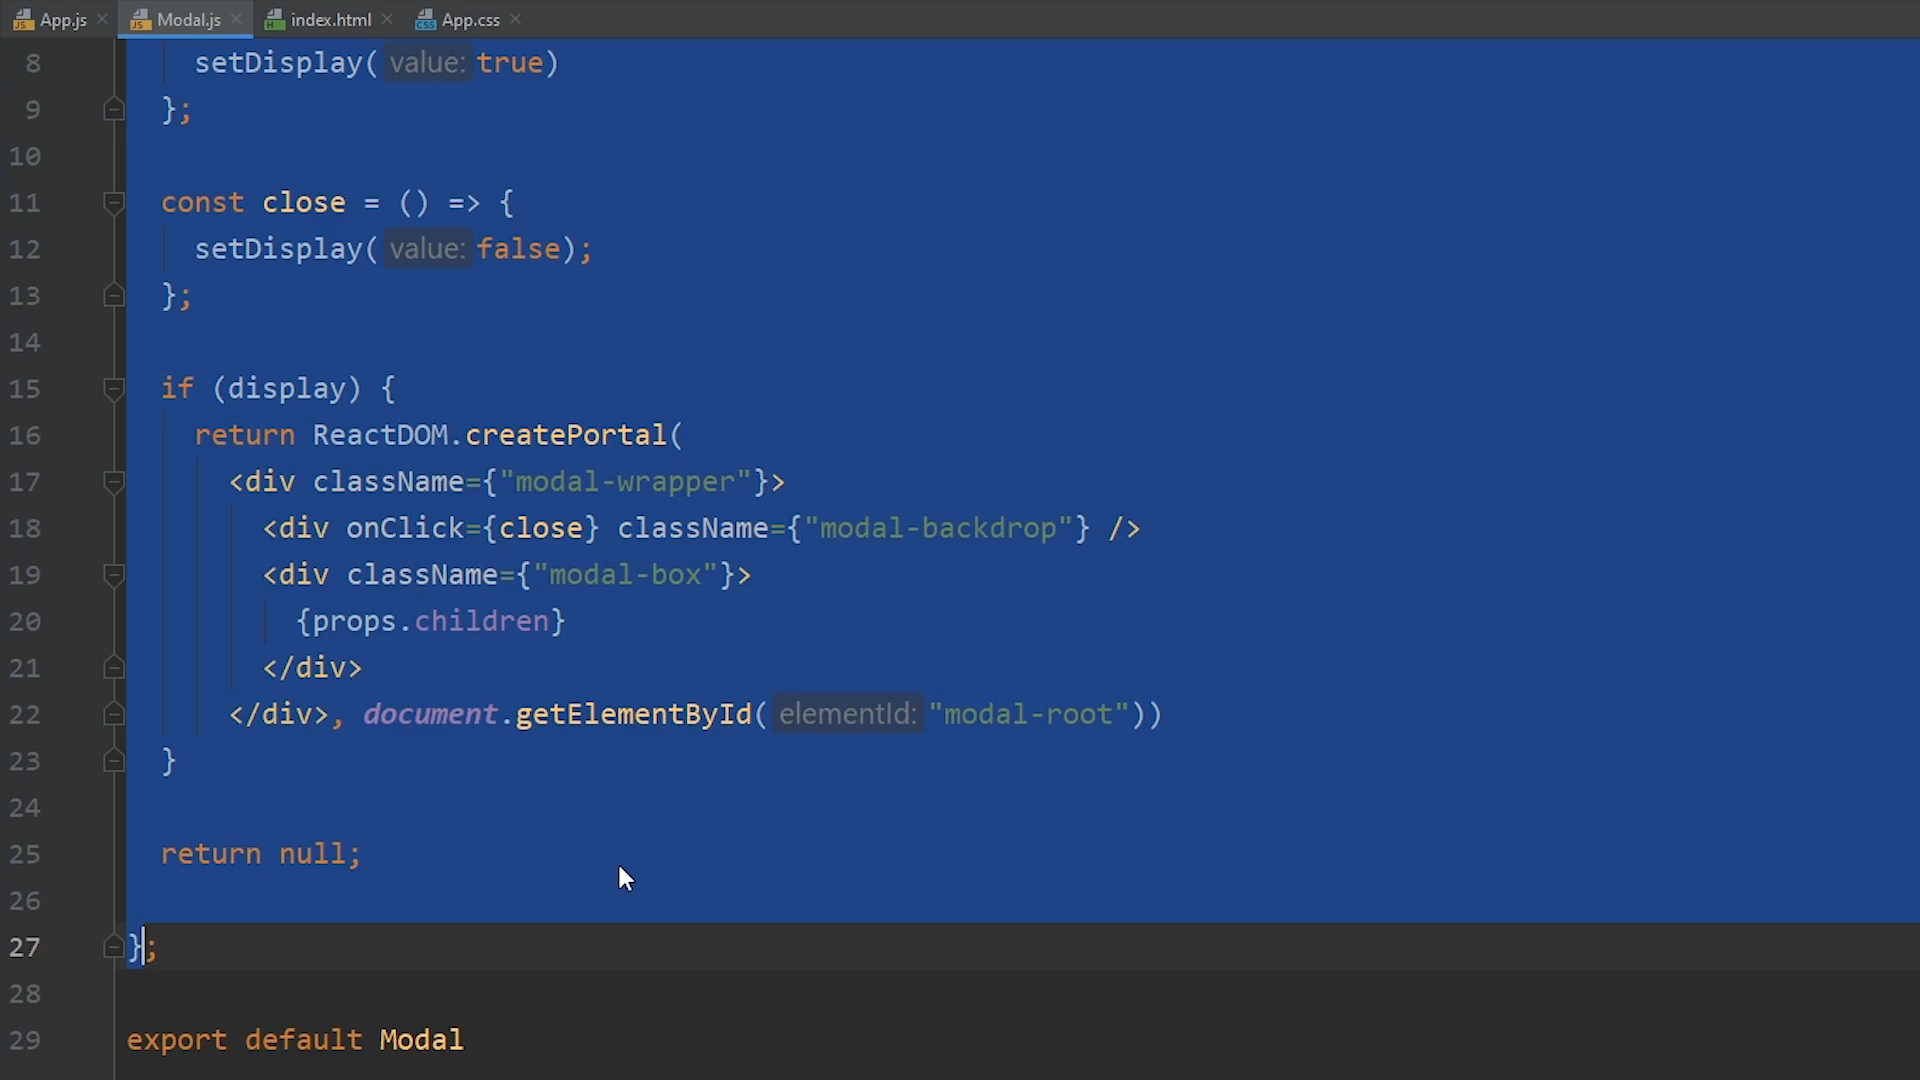 App.js Modal.js index.html App.css
8 setDisplay( value: true)
9 };
10
11 const close = () => {
12 setDisplay( value: false);
13 };
14
15 if (display) {
16 return ReactDOM.createPortal(
17 <div className={"modal-wrapper"}>
18 <div onClick={close} className={"modal-backdrop"} />
19 <div className={"modal-box"}>
20 {props.children}
21 </div>
22 </div>, document.getElementById( elementId: "modal-root"))
23 }
24
25 return null;
26
27 };
28
29 export default Modal